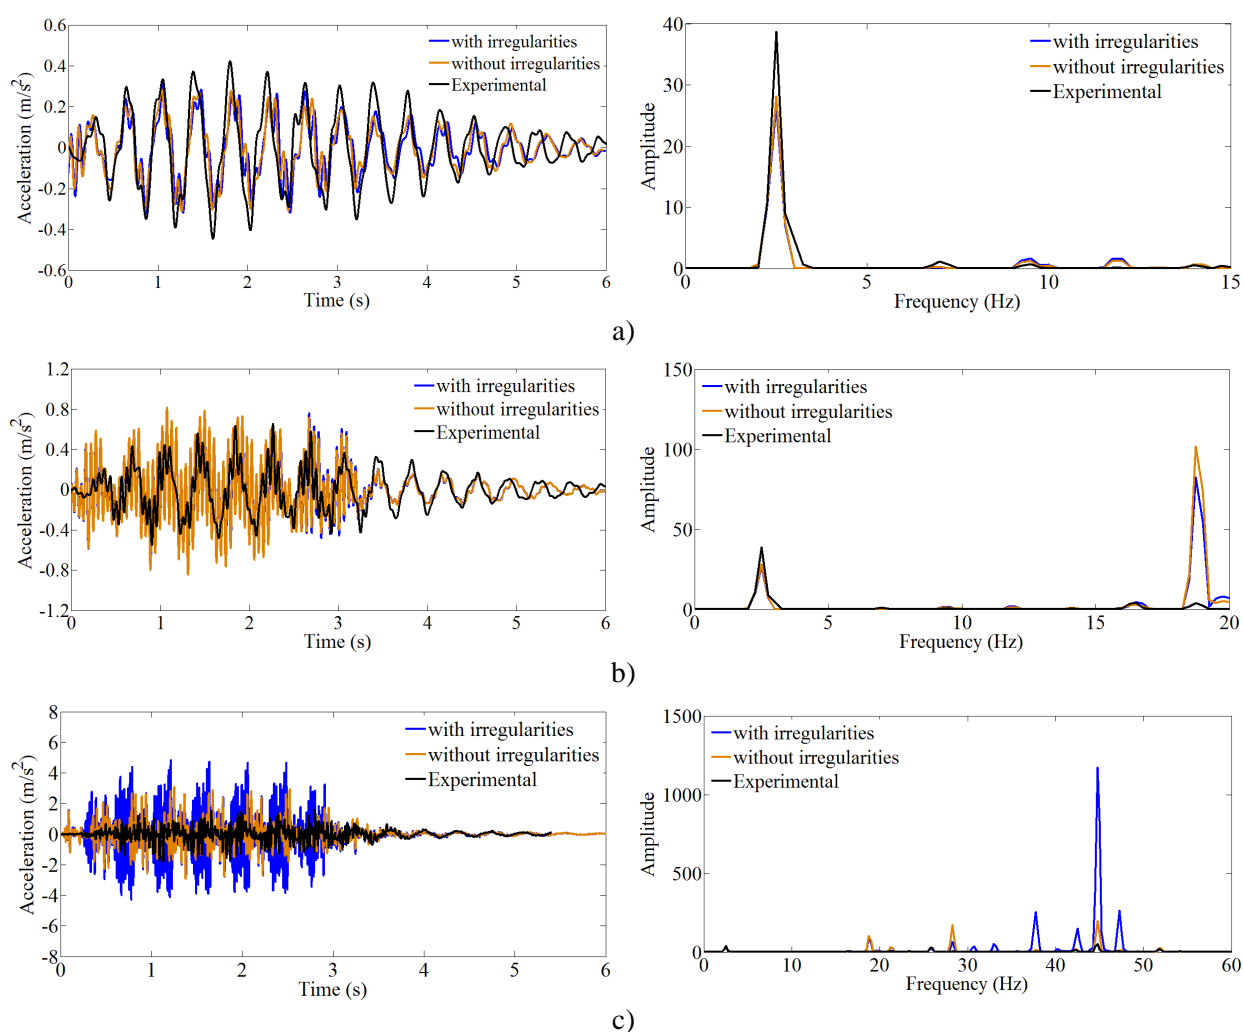 0.6
0.4
0.2
0
-0.2
-0.4
-0.6
Acceleration (m/s²)
with irregularities
without irregularities
Experimental
0 1 2 3 4 5 6
Time (s)
40
30
20
10
0
Amplitude
with irregularities
without irregularities
Experimental
5 10 15
Frequency (Hz)
a)
1.2
0.8
0.4
0
-0.4
-0.8
-1.2
Acceleration (m/s²)
with irregularities
without irregularities
Experimental
0 1 2 3 4 5 6
Time (s)
150
100
50
0
Amplitude
with irregularities
without irregularities
Experimental
0 5 10 15 20
Frequency (Hz)
b)
8
6
4
2
0
-2
-4
-6
-8
Acceleration (m/s²)
with irregularities
without irregularities
Experimental
0 1 2 3 4 5 6
Time (s)
1500
1000
500
0
Amplitude
with irregularities
without irregularities
Experimental
0 10 20 30 40 50 60
Frequency (Hz)
c)